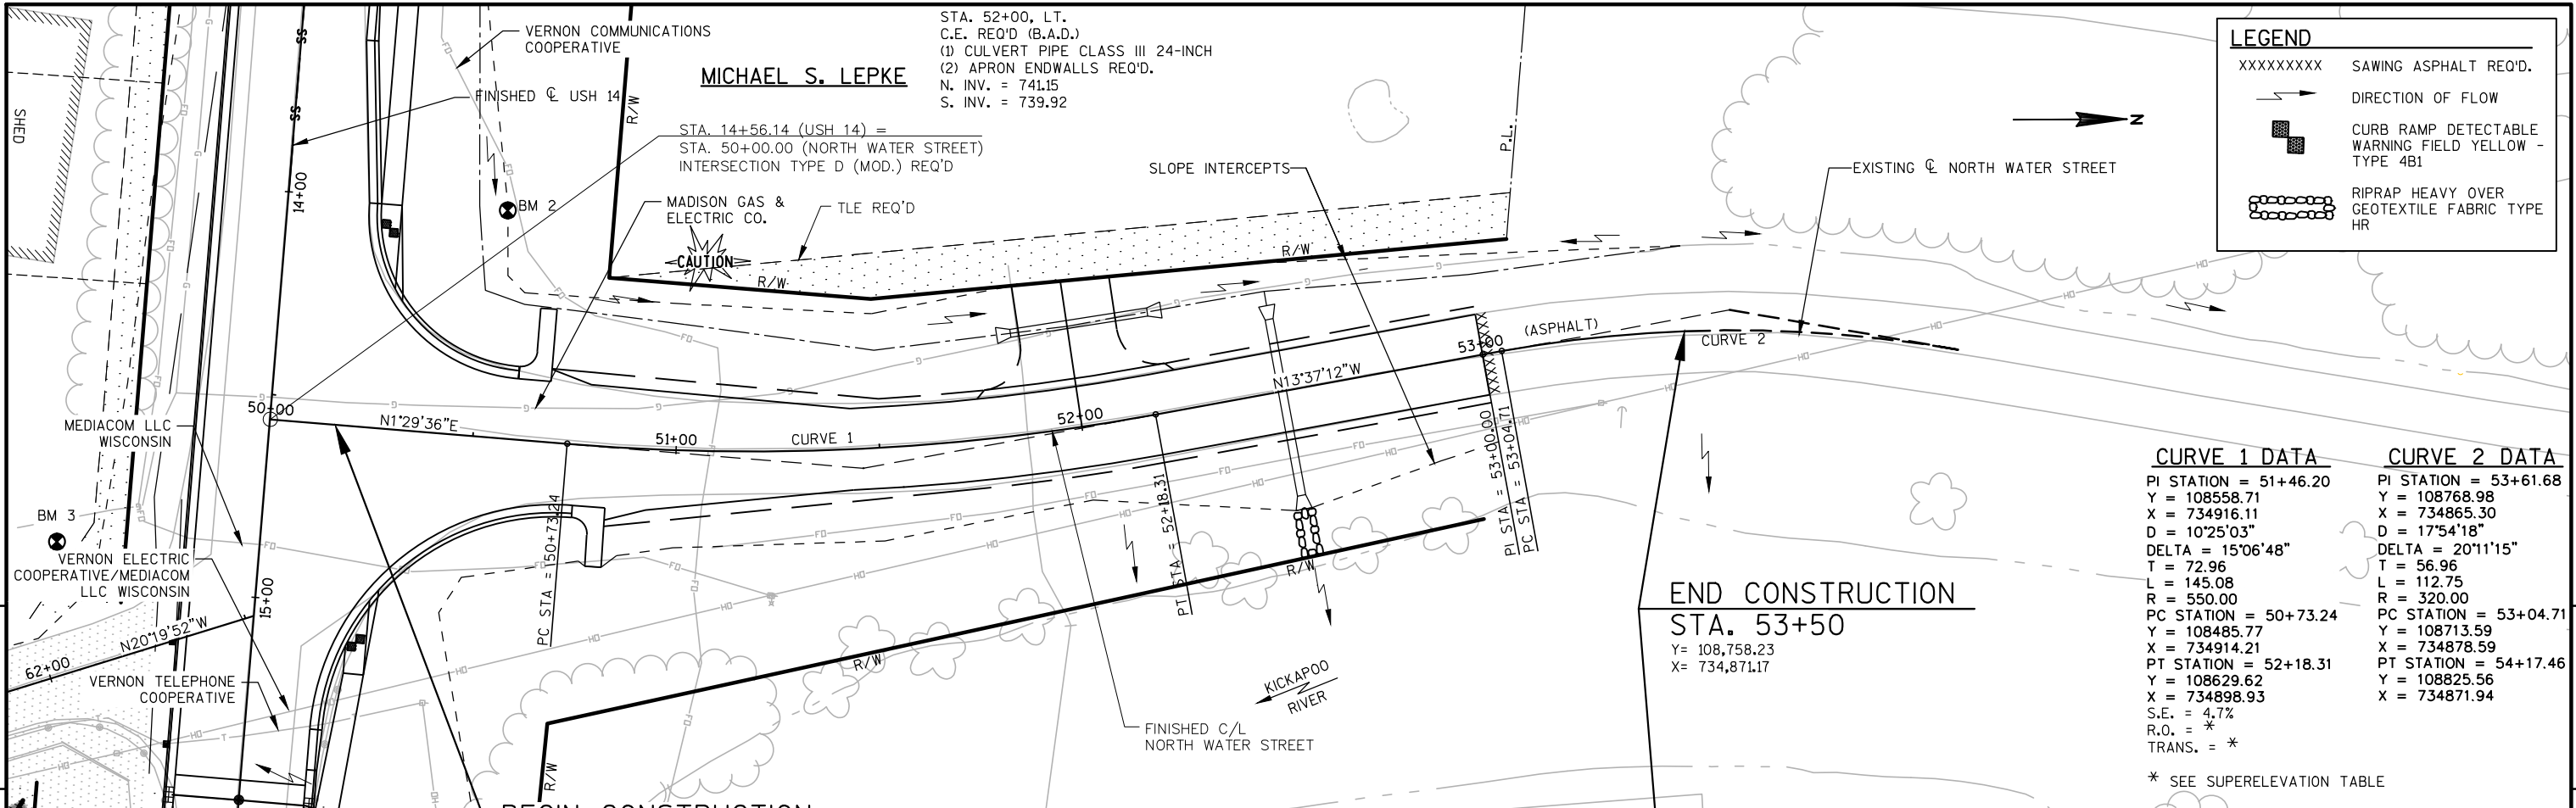 STA. 52+00, LT.
C.E. REQ'D (B.A.D.)
(1) CULVERT PIPE CLASS III 24-INCH
(2) APRON ENDWALLS REQ'D.
N. INV. = 741.15
S. INV. = 739.92
VERNON COMMUNICATIONS
COOPERATIVE
MICHAEL S. LEPKE
FINISHED ℄ USH 14
R/W
SS
SS
SHED
14+00
STA. 14+56.14 (USH 14) =
STA. 50+00.00 (NORTH WATER STREET)
INTERSECTION TYPE D (MOD.) REQ'D
BM 2
MADISON GAS &
ELECTRIC CO.
TLE REQ'D
CAUTION
R/W
R/W
SLOPE INTERCEPTS
P.L.
EXISTING ℄ NORTH WATER STREET
N
LEGEND
XXXXXXXXX SAWING ASPHALT REQ'D.
DIRECTION OF FLOW
CURB RAMP DETECTABLE
WARNING FIELD YELLOW -
TYPE 4B1
RIPRAP HEAVY OVER
GEOTEXTILE FABRIC TYPE
HR
(ASPHALT)
CURVE 2
53+00
XXXXXX
N13°37'12"W
50+00
N1°29'36"E
51+00
CURVE 1
52+00
MEDIACOM LLC
WISCONSIN
BM 3
VERNON ELECTRIC
COOPERATIVE/MEDIACOM
LLC WISCONSIN
15+00
N20°19'52"W
62+00
VERNON TELEPHONE
COOPERATIVE
PC STA = 50+73.24
PT STA = 52+18.31
PI STA = 53+00.00
PC STA = 53+04.71
R/W
R/W
R/W
KICKAPOO
RIVER
FINISHED C/L
NORTH WATER STREET
END CONSTRUCTION
STA. 53+50
Y= 108,758.23
X= 734,871.17
CURVE 1 DATA
PI STATION = 51+46.20
Y = 108558.71
X = 734916.11
D = 10°25'03"
DELTA = 15°06'48"
T = 72.96
L = 145.08
R = 550.00
PC STATION = 50+73.24
Y = 108485.77
X = 734914.21
PT STATION = 52+18.31
Y = 108629.62
X = 734898.93
S.E. = 4.7%
R.O. = *
TRANS. = *
* SEE SUPERELEVATION TABLE
CURVE 2 DATA
PI STATION = 53+61.68
Y = 108768.98
X = 734865.30
D = 17°54'18"
DELTA = 20°11'15"
T = 56.96
L = 112.75
R = 320.00
PC STATION = 53+04.71
Y = 108713.59
X = 734878.59
PT STATION = 54+17.46
Y = 108825.56
X = 734871.94
BEGIN CONSTRUCTION